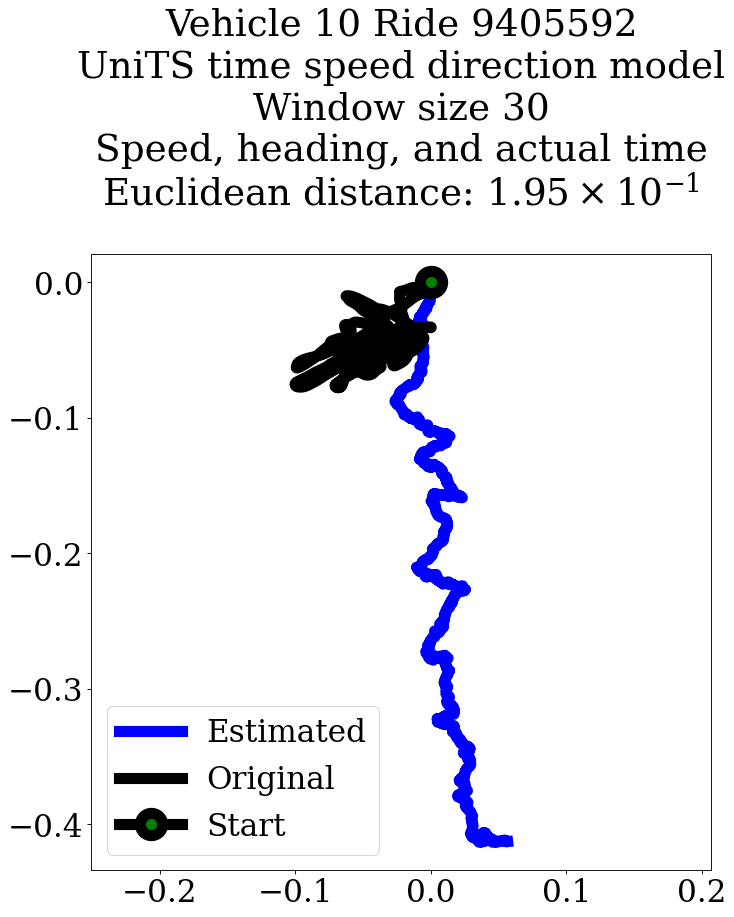 Vehicle 10 Ride 9405592
UniTS time speed direction model
Window size 30
Speed, heading, and actual time
Euclidean distance: 1.95 × 10⁻¹
0.0
−0.1
−0.2
−0.3
−0.4
Estimated
Original
Start
−0.2 −0.1 0.0 0.1 0.2